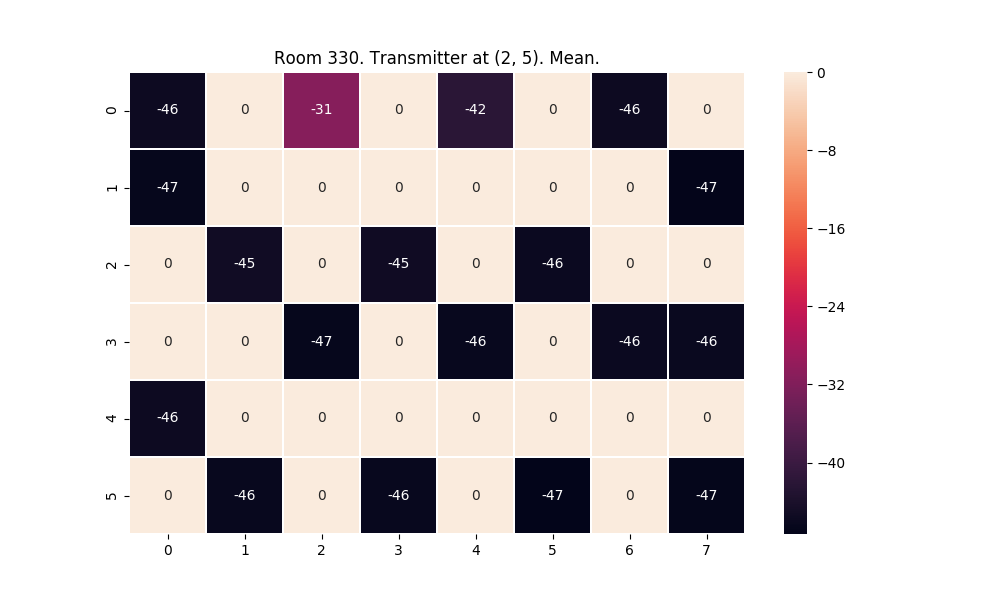 Room 330. Transmitter at (2, 5). Mean.
0 -46 0 -31 0 -42 0 -46 0
1 -47 0 0 0 0 0 0 -47
2 0 -45 0 -45 0 -46 0 0
3 0 0 -47 0 -46 0 -46 -46
4 -46 0 0 0 0 0 0 0
5 0 -46 0 -46 0 -47 0 -47
0 1 2 3 4 5 6 7
0
−8
−16
−24
−32
−40